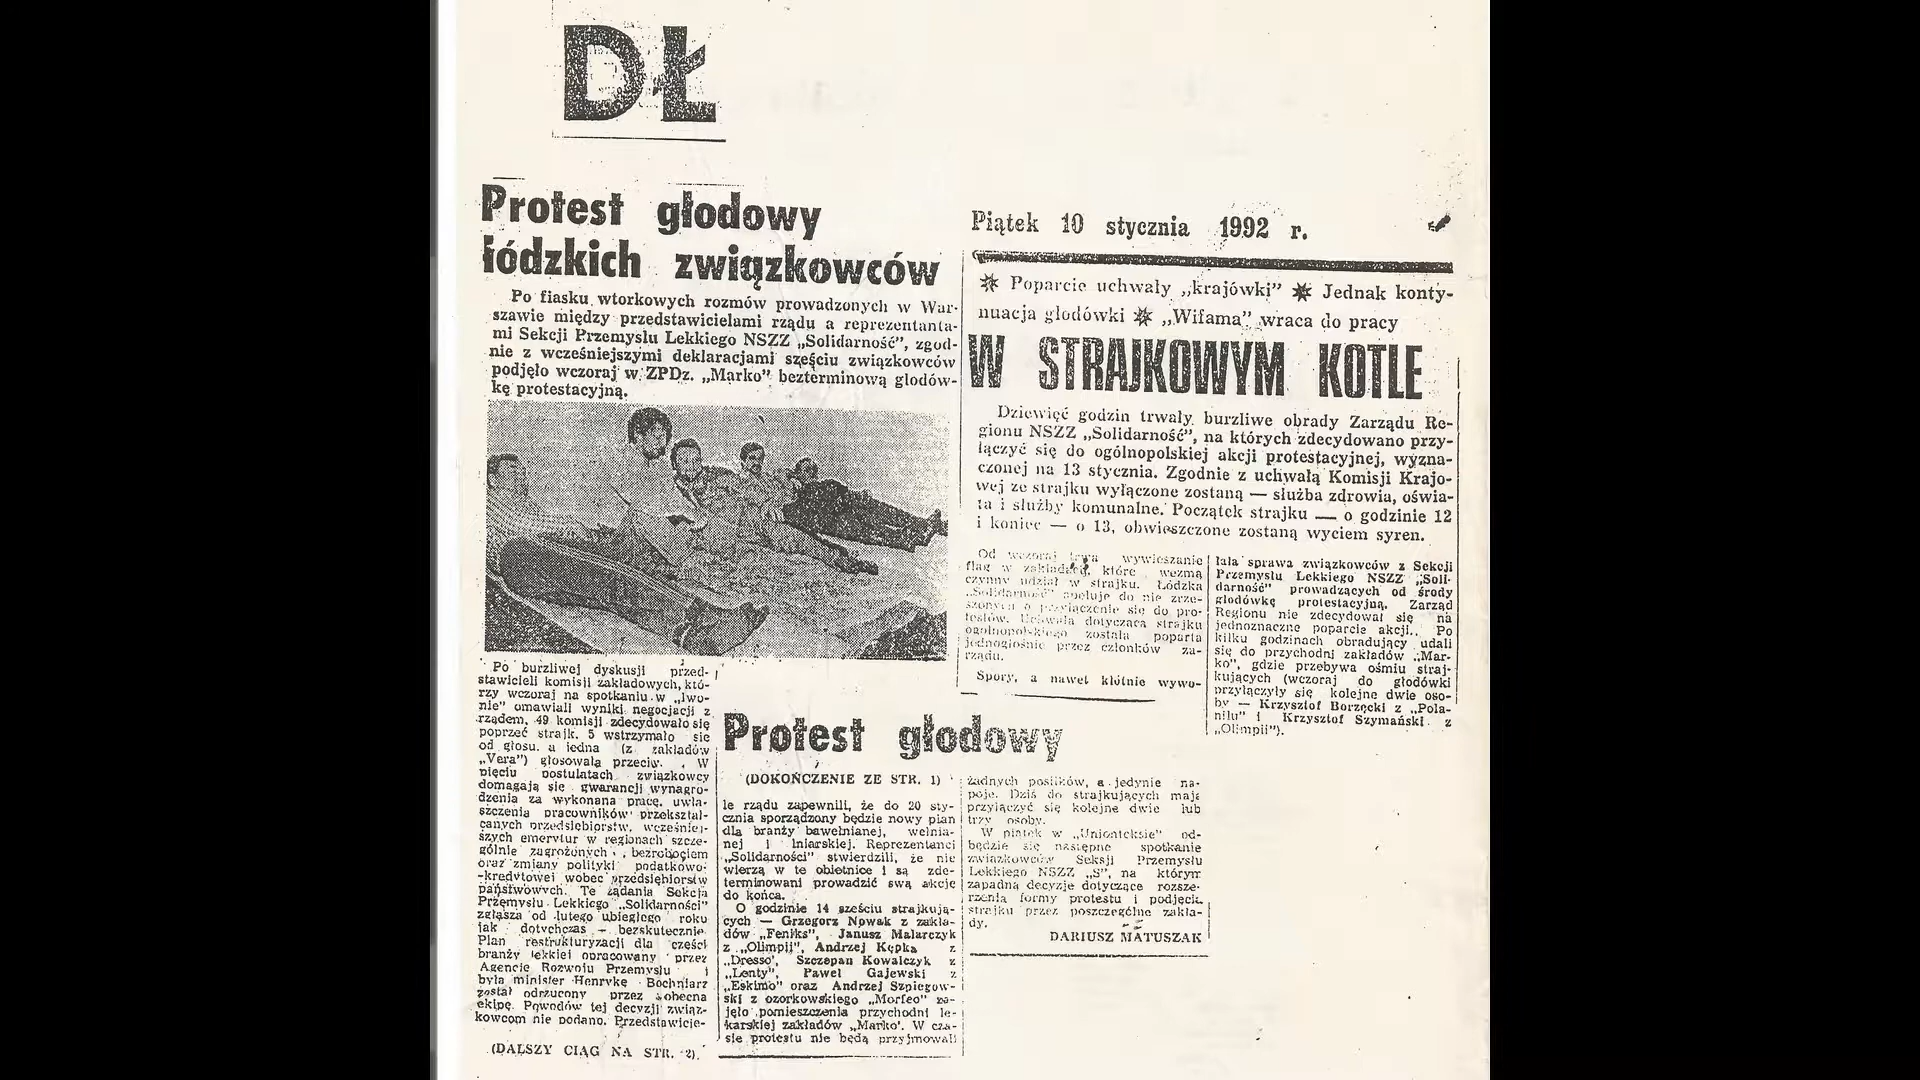 DŁ
Protest głodowy
łódzkich związkowców
Po fiasku wtorkowych rozmów prowadzonych w War-
szawie między przedstawicielami rządu a reprezentanta-
mi Sekcji Przemysłu Lekkiego NSZZ „Solidarność”, zgod-
nie z wcześniejszymi deklaracjami sześciu związkowców
podjęło wczoraj w ZPDz. „Marko” bezterminową głodów-
kę protestacyjną.
Po burzliwej dyskusji przed-
stawicieli komisji zakładowych, któ-
rzy wczoraj na spotkaniu w „Iwo-
nie” omawiali wyniki negocjacji z
rządem, 49 komisji zdecydowało się
poprzeć strajk. 5 wstrzymało się
od głosu, a jedna (z zakładów
„Vera”) głosowała przeciw. W
pięciu postulatach związkowcy
domagają się gwarancji wynagro-
dzenia za wykonaną pracę, uwła-
szczenia pracowników przekształ-
canych przedsiębiorstw, wcześniej-
szych emerytur w regionach szcze-
gólnie zagrożonych bezrobociem
oraz zmiany polityki podatkowo-
-kredytowej wobec przedsiębiorstw
państwowych. Te żądania Sekcja
Przemysłu Lekkiego „Solidarności”
zgłasza od lutego ubiegłego roku
jak dotychczas — bezskutecznie.
Plan restrukturyzacji dla części
branży lekkiej opracowany przez
Agencję Rozwoju Przemysłu i
była minister Henrykę Bochniarz
został odrzucony przez obecną
ekipę. Powodów tej decyzji związ-
kowcom nie podano. Przedstawicie-
(DALSZY CIĄG NA STR. 2)
Protest głodowy
(DOKOŃCZENIE ZE STR. 1)
le rządu zapewnili, że do 20 sty-
cznia sporządzony będzie nowy plan
dla branży bawełnianej, wełnia-
nej i lniarskiej. Reprezentanci
„Solidarności” stwierdzili, że nie
wierzą w te obietnice i są zde-
terminowani prowadzić swą akcję
do końca.
O godzinie 14 sześciu strajkują-
cych — Grzegorz Nowak z zakła-
dów „Feniks”, Janusz Malarczyk
z „Olimpii”, Andrzej Kępka z
„Dresso”, Szczepan Kowalczyk z
„Lenty”, Paweł Gajewski z
„Eskimo” oraz Andrzej Szpiegow-
ski z ozorkowskiego „Morfeo” za-
jęło pomieszczenia przychodni le-
karskiej zakładów „Marko”. W cza-
sie protestu nie będą przyjmowali
żadnych posiłków, a jedynie na-
poje. Dziś do strajkujących mają
przyłączyć się kolejne dwie lub
trzy osoby.
W piątek w „Unionteksie” od-
będzie się następne spotkanie
związkowców Seksji Przemysłu
Lekkiego NSZZ „S”, na którym
zapadną decyzje dotyczące rozsze-
rzenia formy protestu i podjęcia
strajku przez poszczególne zakła-
dy.
DARIUSZ MATUSZAK
Piątek 10 stycznia 1992 r.
Poparcie uchwały „krajówki” Jednak konty-
nuacja głodówki „Wifama” wraca do pracy
W STRAJKOWYM KOTLE
Dziewięć godzin trwały burzliwe obrady Zarządu Re-
gionu NSZZ „Solidarność”, na których zdecydowano przy-
łączyć się do ogólnopolskiej akcji protestacyjnej, wyzna-
czonej na 13 stycznia. Zgodnie z uchwałą Komisji Krajo-
wej ze strajku wyłączone zostaną — służba zdrowia, oświa-
ta i służby komunalne. Początek strajku — o godzinie 12
i koniec — o 13, obwieszczone zostaną wyciem syren.
Od wczoraj trwa wywieszanie
flag w zakładach, które wezmą
czynny udział w strajku. Łódzka
„Solidarność” apeluje do nie zrze-
szonych o przyłączenie się do pro-
testów. Uchwała dotycząca strajku
ogólnopolskiego została poparta
jednogłośnie przez członków za-
rządu.
Spory, a nawet kłótnie wywo-
łała sprawa związkowców z Sekcji
Przemysłu Lekkiego NSZZ „Soli-
darność” prowadzących od środy
głodówkę protestacyjną. Zarząd
Regionu nie zdecydował się na
jednoznaczne poparcie akcji. Po
kilku godzinach obradujący udali
się do przychodni zakładów „Mar-
ko”, gdzie przebywa ośmiu straj-
kujących (wczoraj do głodówki
przyłączyły się kolejne dwie oso-
by — Krzysztof Borzęcki z „Pola-
nilu” i Krzysztof Szymański z
„Olimpii”).